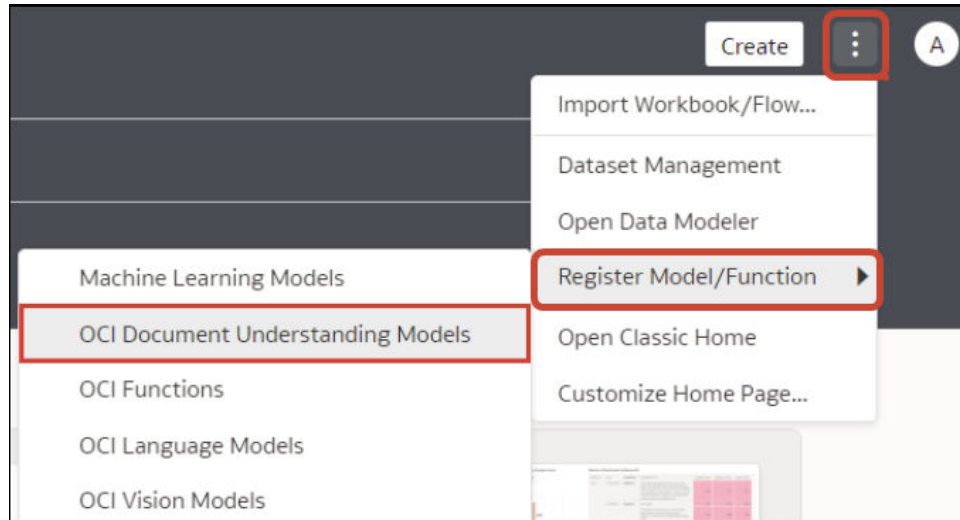 Create
A
Import Workbook/Flow...
Dataset Management
Open Data Modeler
Register Model/Function
Open Classic Home
Customize Home Page...
Machine Learning Models
OCI Document Understanding Models
OCI Functions
OCI Language Models
OCI Vision Models